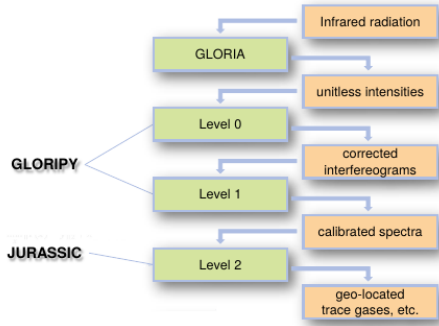 Infrared radiation
GLORIA
unitless intensities
Level 0
GLORIPY
corrected
interfereograms
Level 1
calibrated spectra
JURASSIC
Level 2
geo-located
trace gases, etc.